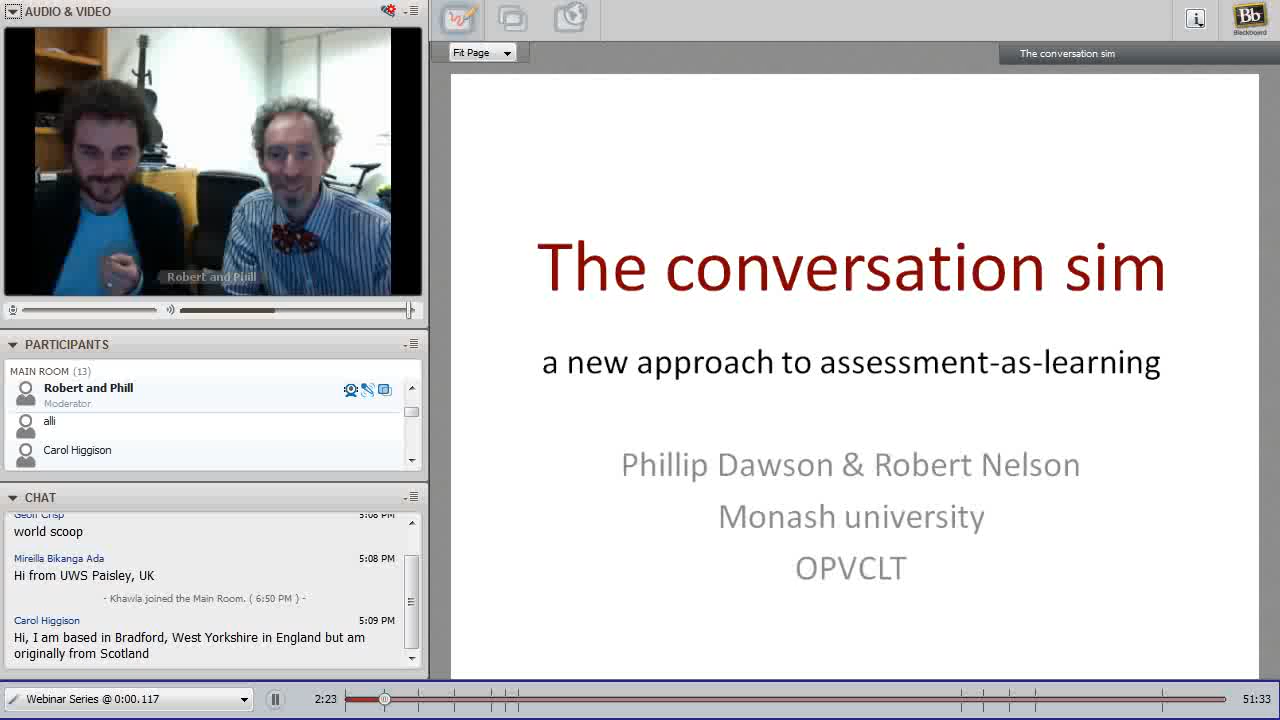 AUDIO & VIDEO
Robert and Phill
PARTICIPANTS
MAIN ROOM (13)
Robert and Phill
Moderator
alli
Carol Higgison
CHAT
Geoff Crisp 5:08 PM
world scoop
Mireilla Bikanga Ada 5:08 PM
Hi from UWS Paisley, UK
- Khawla joined the Main Room. ( 6:50 PM ) -
Carol Higgison 5:09 PM
Hi, I am based in Bradford, West Yorkshire in England but am
originally from Scotland
Webinar Series @ 0:00.117
2:23
51:33
Fit Page
The conversation sim
Bb
Blackboard
The conversation sim
a new approach to assessment-as-learning
Phillip Dawson & Robert Nelson
Monash university
OPVCLT